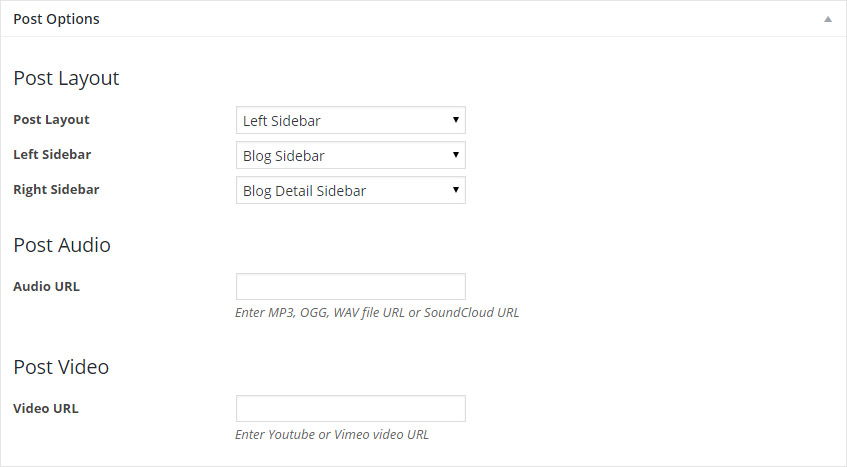 Post Options
Post Layout
Post Layout Left Sidebar
Left Sidebar Blog Sidebar
Right Sidebar Blog Detail Sidebar
Post Audio
Audio URL
Enter MP3, OGG, WAV file URL or SoundCloud URL
Post Video
Video URL
Enter Youtube or Vimeo video URL